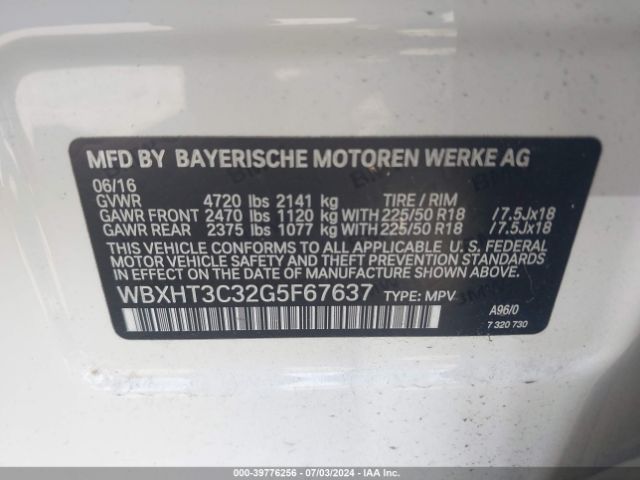 MFD BY BAYERISCHE MOTOREN WERKE AG
06/16
GVWR 4720 lbs 2141 kg TIRE / RIM
GAWR FRONT 2470 lbs 1120 kg WITH 225/50 R18 / 7.5Jx18
GAWR REAR 2375 lbs 1077 kg WITH 225/50 R18 / 7.5Jx18
THIS VEHICLE CONFORMS TO ALL APPLICABLE U. S. FEDERAL
MOTOR VEHICLE SAFETY AND THEFT PREVENTION STANDARDS IN
EFFECT ON THE DATE OF MANUFACTURE SHOWN ABOVE.
WBXHT3C32G5F67637 TYPE: MPV
A96/0
7 320 730
000-39776256 | 07/03/2024 | IAAI.COM